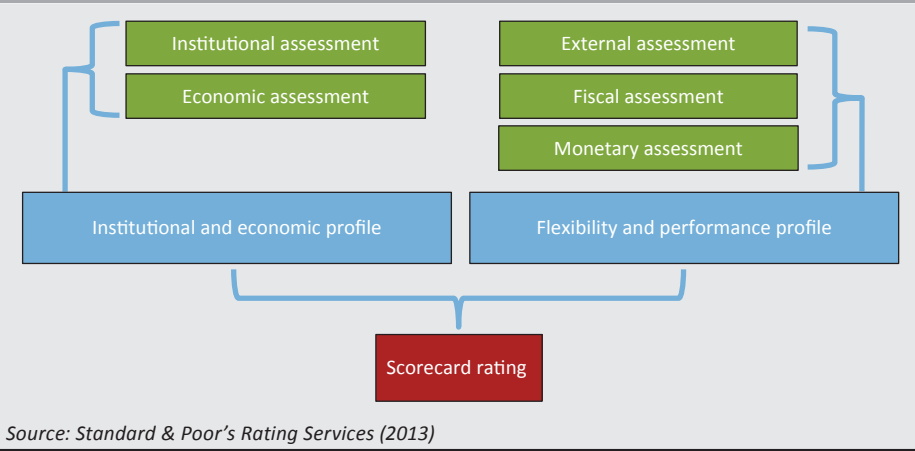 Institutional assessment
Economic assessment
External assessment
Fiscal assessment
Monetary assessment
Institutional and economic profile
Flexibility and performance profile
Scorecard rating
Source: Standard & Poor's Rating Services (2013)